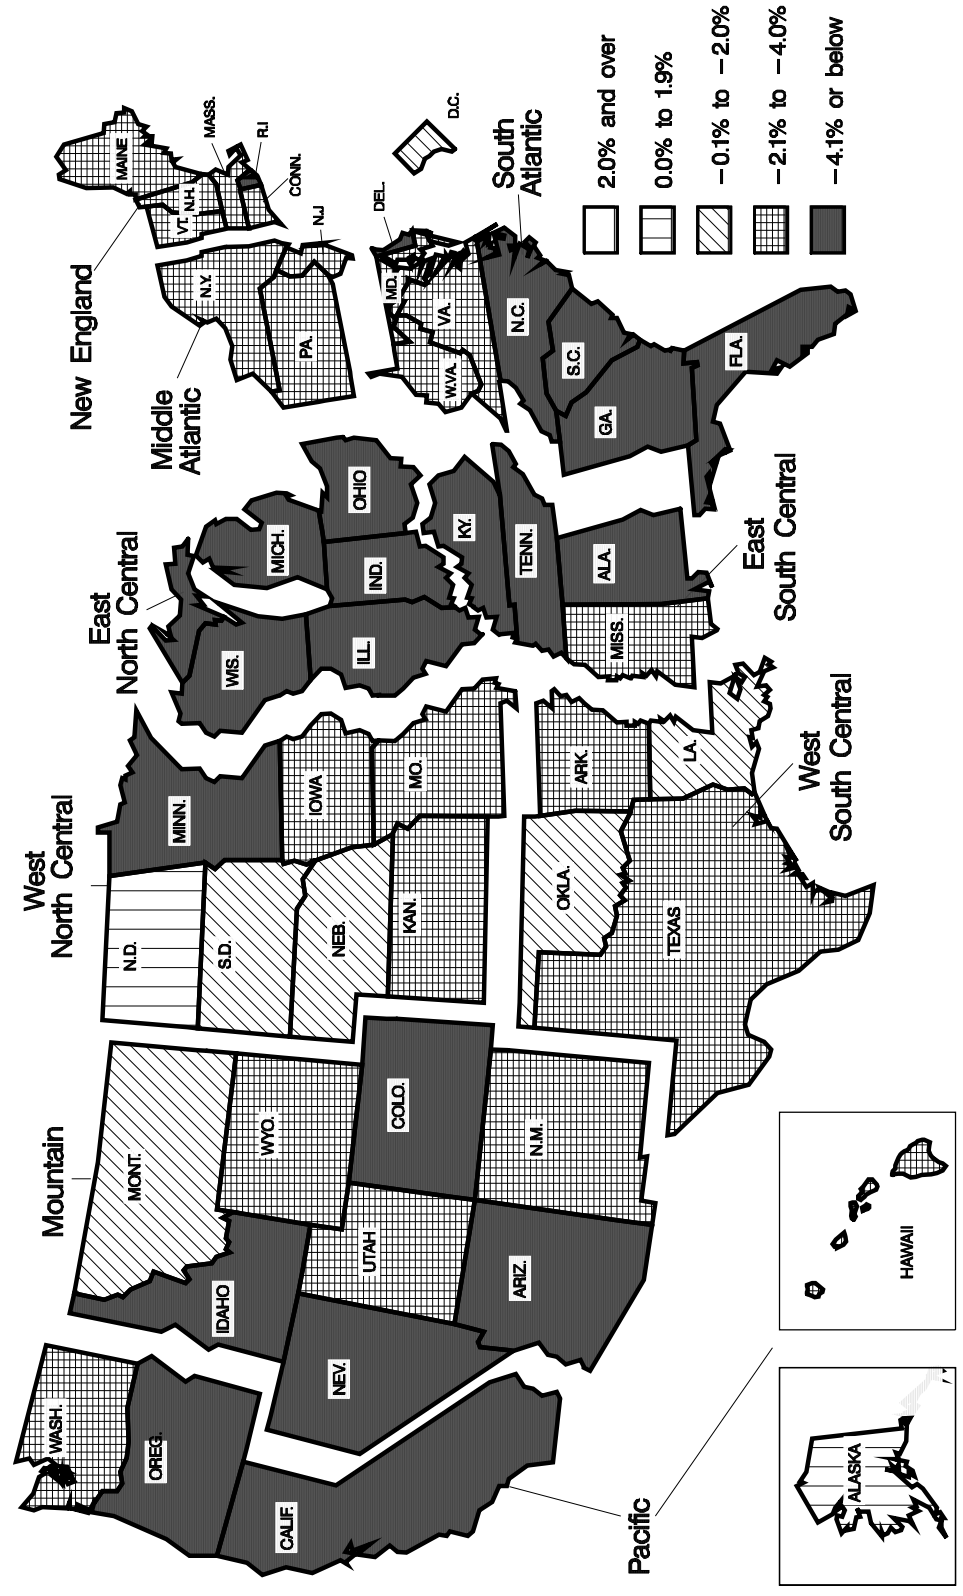 WASH.
OREG.
CALIF.
IDAHO
NEV.
MONT.
WYO.
UTAH
ARIZ.
COLO.
N.M.
N.D.
S.D.
NEB.
KAN.
MINN.
IOWA
MO.
OKLA.
TEXAS
ARK.
LA.
WIS.
MICH.
ILL.
IND.
OHIO
KY.
TENN.
MISS.
ALA.
N.Y.
PA.
N.J
MAINE
VT.
N.H.
MASS.
R.I
CONN.
DEL.
D.C.
MD.
VA.
W.VA.
N.C.
S.C.
GA.
FLA.
ALASKA
HAWAII
Pacific
Mountain
West
North Central
East
North Central
Middle
Atlantic
New England
South
Atlantic
East
South Central
West
South Central
2.0% and over
0.0% to 1.9%
−0.1% to −2.0%
−2.1% to −4.0%
−4.1% or below